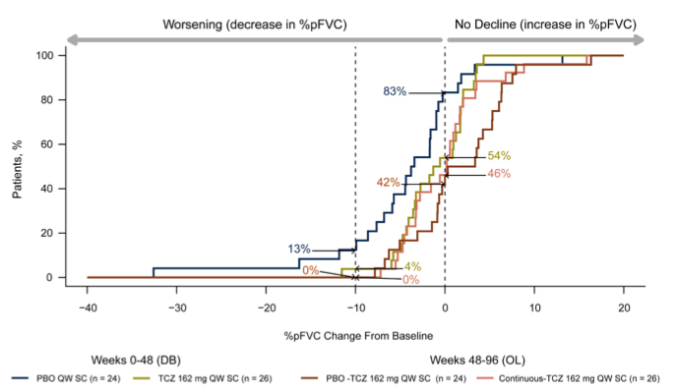 Worsening (decrease in %pFVC)
No Decline (increase in %pFVC)
100
80
60
40
20
0
Patients, %
83%
54%
46%
42%
13%
0%
4%
0%
−40
−30
−20
−10
0
10
20
%pFVC Change From Baseline
Weeks 0-48 (DB)
Weeks 48-96 (OL)
PBO QW SC (n = 24)
TCZ 162 mg QW SC (n = 26)
PBO -TCZ 162 mg QW SC (n = 24)
Continuous-TCZ 162 mg QW SC (n = 26)